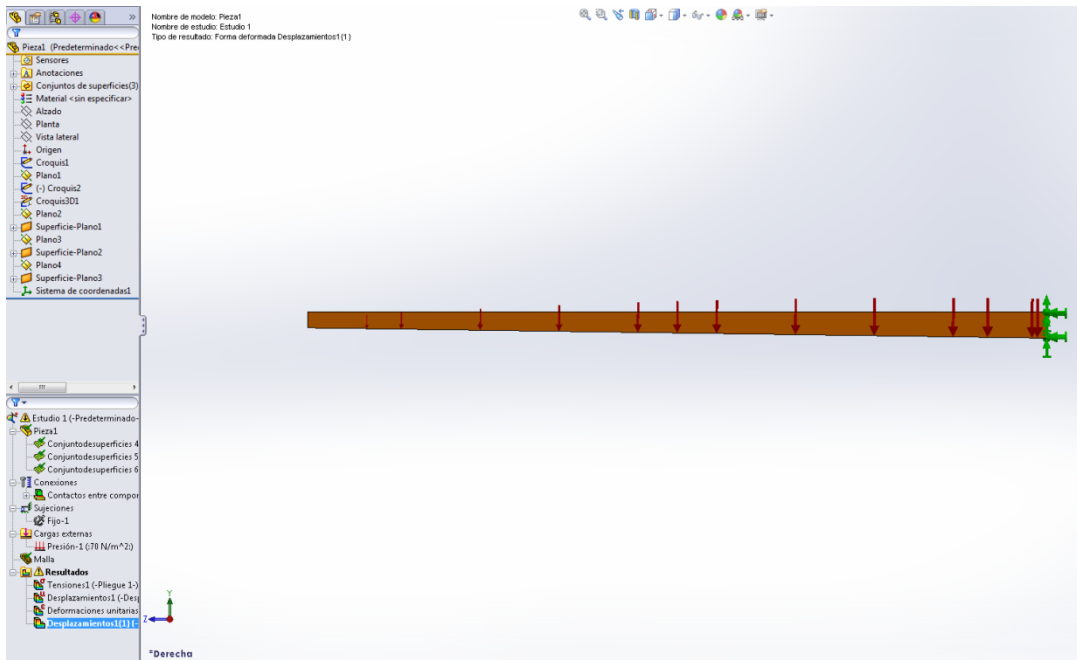 Nombre de modelo: Pieza1
Nombre de estudio: Estudio 1
Tipo de resultado: Forma deformada Desplazamientos1{1}
»
Pieza1 (Predeterminado<<Pre
Sensores
Anotaciones
Conjuntos de superficies(3)
Material <sin especificar>
Alzado
Planta
Vista lateral
Origen
Croquis1
Plano1
(-) Croquis2
Croquis3D1
Plano2
Superficie-Plano1
Plano3
Superficie-Plano2
Plano4
Superficie-Plano3
Sistema de coordenadas1
Estudio 1 (-Predeterminado-
Pieza1
Conjuntodesuperficies 4
Conjuntodesuperficies 5
Conjuntodesuperficies 6
Conexiones
Contactos entre compor
Sujeciones
Fijo-1
Cargas externas
Presión-1 (:70 N/m^2:)
Malla
Resultados
Tensiones1 (-Pliegue 1-)
Desplazamientos1 (-Des
Deformaciones unitarias
Desplazamientos1{1} (-
Y
Z
*Derecha